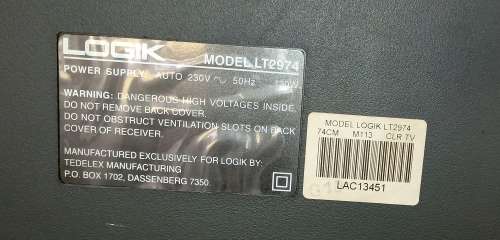 LOGIK MODEL LT2974
POWER SUPPLY: AUTO 230V ~ 50Hz
WARNING: DANGEROUS HIGH VOLTAGES INSIDE.
DO NOT REMOVE BACK COVER.
DO NOT OBSTRUCT VENTILATION SLOTS ON BACK
COVER OF RECEIVER.
MANUFACTURED EXCLUSIVELY FOR LOGIK BY:
TEDELEX MANUFACTURING
P.O. BOX 1702, DASSENBERG 7350.
MODEL LOGIK LT2974
74CM M113 CLR TV
LAC13451